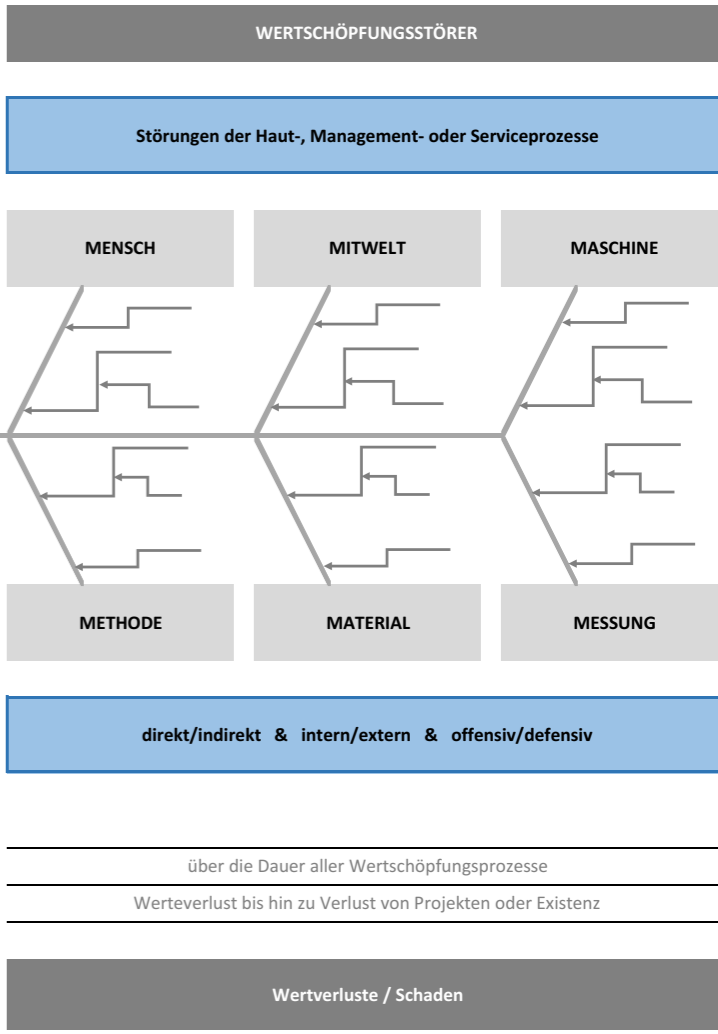 WERTSCHÖPFUNGSSTÖRER
Störungen der Haut-, Management- oder Serviceprozesse
MENSCH
MITWELT
MASCHINE
METHODE
MATERIAL
MESSUNG
direkt/indirekt & intern/extern & offensiv/defensiv
über die Dauer aller Wertschöpfungsprozesse
Werteverlust bis hin zu Verlust von Projekten oder Existenz
Wertverluste / Schaden